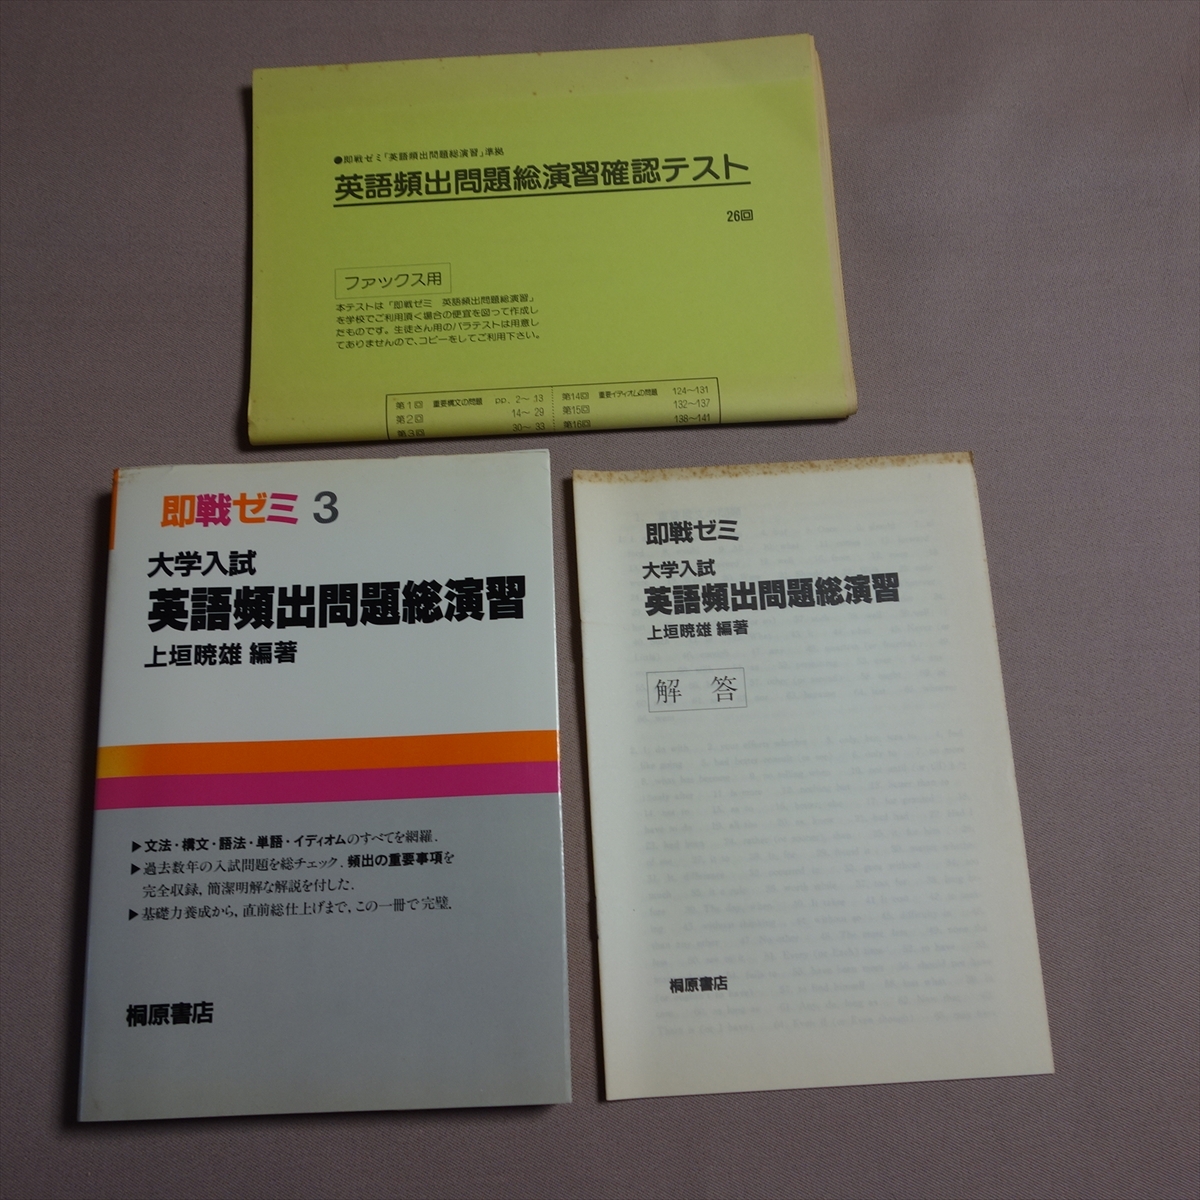 ●即戦ゼミ「英語頻出問題総演習」準拠
英語頻出問題総演習確認テスト
26回
ファックス用
本テストは「即戦ゼミ 英語頻出問題総演習」
を学校でご利用頂く場合の便宜を図って作成し
たものです。生徒さん用のバラテストは用意し
てありませんので、コピーをしてご利用下さい。
第1回 重要構文の問題 pp. 2～ 13 第14回 重要イディオムの問題 124～131
第2回 14～ 29 第15回 132～137
第3回 30～ 33 第16回 138～141
即戦ゼミ 3
大学入試
英語頻出問題総演習
上垣暁雄 編著
▶文法・構文・語法・単語・イディオムのすべてを網羅.
▶過去数年の入試問題を総チェック. 頻出の重要事項を
完全収録, 簡潔明解な解説を付した.
▶基礎力養成から, 直前総仕上げまで, この一冊で完璧.
桐原書店
即戦ゼミ
大学入試
英語頻出問題総演習
上垣暁雄 編著
解 答
桐原書店